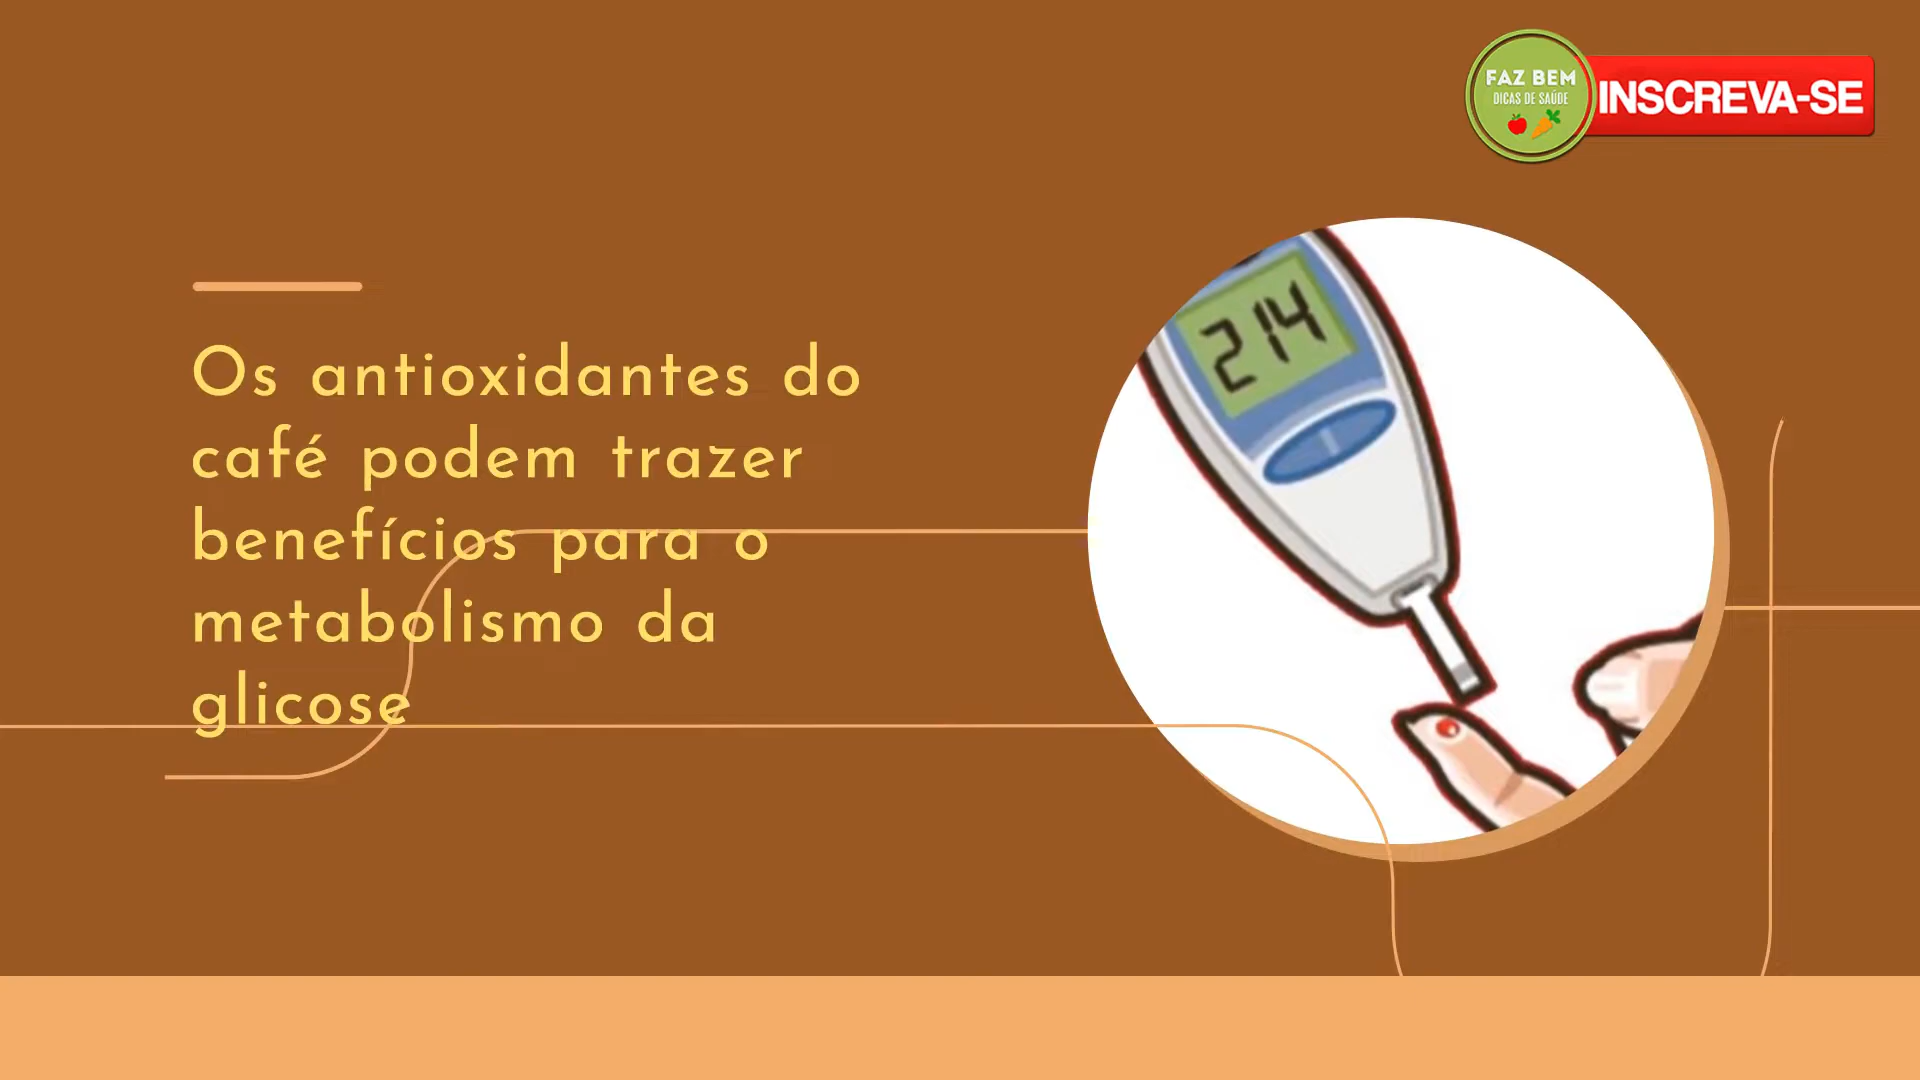 FAZ BEM
DICAS DE SAÚDE
INSCREVA-SE
214
Os antioxidantes do
café podem trazer
benefícios para o
metabolismo da
glicose